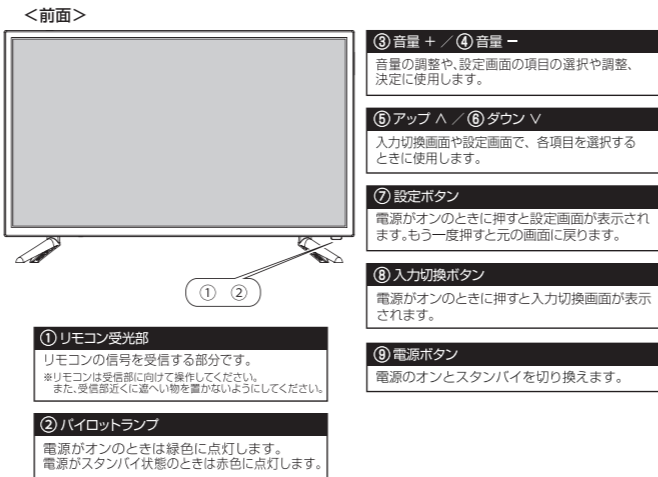 ＜前面＞
① ②
①リモコン受光部
リモコンの信号を受信する部分です。
※リモコンは受信部に向けて操作してください。
また、受信部近くに遮へい物を置かないようにしてください。
②パイロットランプ
電源がオンのときは緑色に点灯します。
電源がスタンバイ状態のときは赤色に点灯します。
③音量 + ／④音量 −
音量の調整や、設定画面の項目の選択や調整、
決定に使用します。
⑤アップ ∧ ／⑥ダウン ∨
入力切換画面や設定画面で、各項目を選択する
ときに使用します。
⑦設定ボタン
電源がオンのときに押すと設定画面が表示され
ます。もう一度押すと元の画面に戻ります。
⑧入力切換ボタン
電源がオンのときに押すと入力切換画面が表示
されます。
⑨電源ボタン
電源のオンとスタンバイを切り換えます。